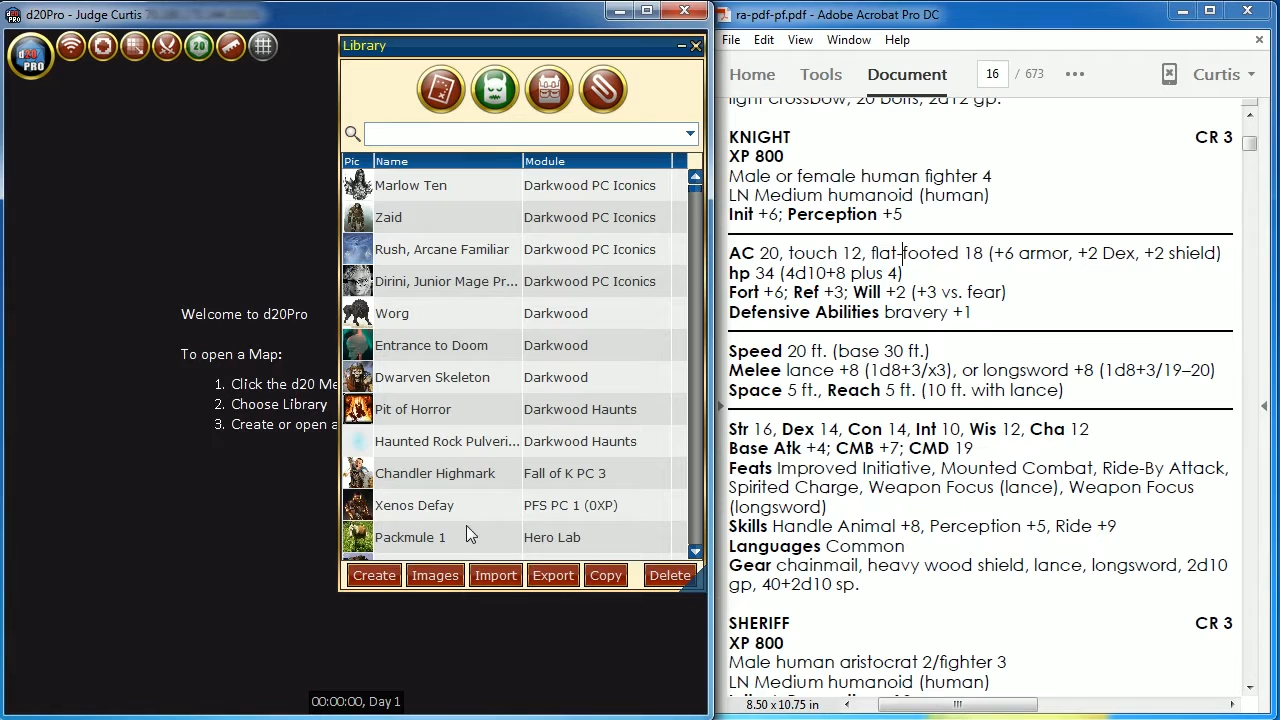 d20Pro - Judge Curtis
d20 PRO
20
Welcome to d20Pro
To open a Map:
1. Click the d20 Me
2. Choose Library
3. Create or open a
00:00:00, Day 1
Library
Pic Name Module
Marlow Ten Darkwood PC Iconics
Zaid Darkwood PC Iconics
Rush, Arcane Familiar Darkwood PC Iconics
Dirini, Junior Mage Pr... Darkwood PC Iconics
Worg Darkwood
Entrance to Doom Darkwood
Dwarven Skeleton Darkwood
Pit of Horror Darkwood Haunts
Haunted Rock Pulveri... Darkwood Haunts
Chandler Highmark Fall of K PC 3
Xenos Defay PFS PC 1 (0XP)
Packmule 1 Hero Lab
Create Images Import Export Copy Delete
ra-pdf-pf.pdf - Adobe Acrobat Pro DC
File Edit View Window Help
Home Tools Document 16 / 673 Curtis
light crossbow, 20 bolts, 2d12 gp.
KNIGHT CR 3
XP 800
Male or female human fighter 4
LN Medium humanoid (human)
Init +6; Perception +5
AC 20, touch 12, flat-footed 18 (+6 armor, +2 Dex, +2 shield)
hp 34 (4d10+8 plus 4)
Fort +6; Ref +3; Will +2 (+3 vs. fear)
Defensive Abilities bravery +1
Speed 20 ft. (base 30 ft.)
Melee lance +8 (1d8+3/x3), or longsword +8 (1d8+3/19–20)
Space 5 ft., Reach 5 ft. (10 ft. with lance)
Str 16, Dex 14, Con 14, Int 10, Wis 12, Cha 12
Base Atk +4; CMB +7; CMD 19
Feats Improved Initiative, Mounted Combat, Ride-By Attack,
Spirited Charge, Weapon Focus (lance), Weapon Focus
(longsword)
Skills Handle Animal +8, Perception +5, Ride +9
Languages Common
Gear chainmail, heavy wood shield, lance, longsword, 2d10
gp, 40+2d10 sp.
SHERIFF CR 3
XP 800
Male human aristocrat 2/fighter 3
LN Medium humanoid (human)
8.50 x 10.75 in